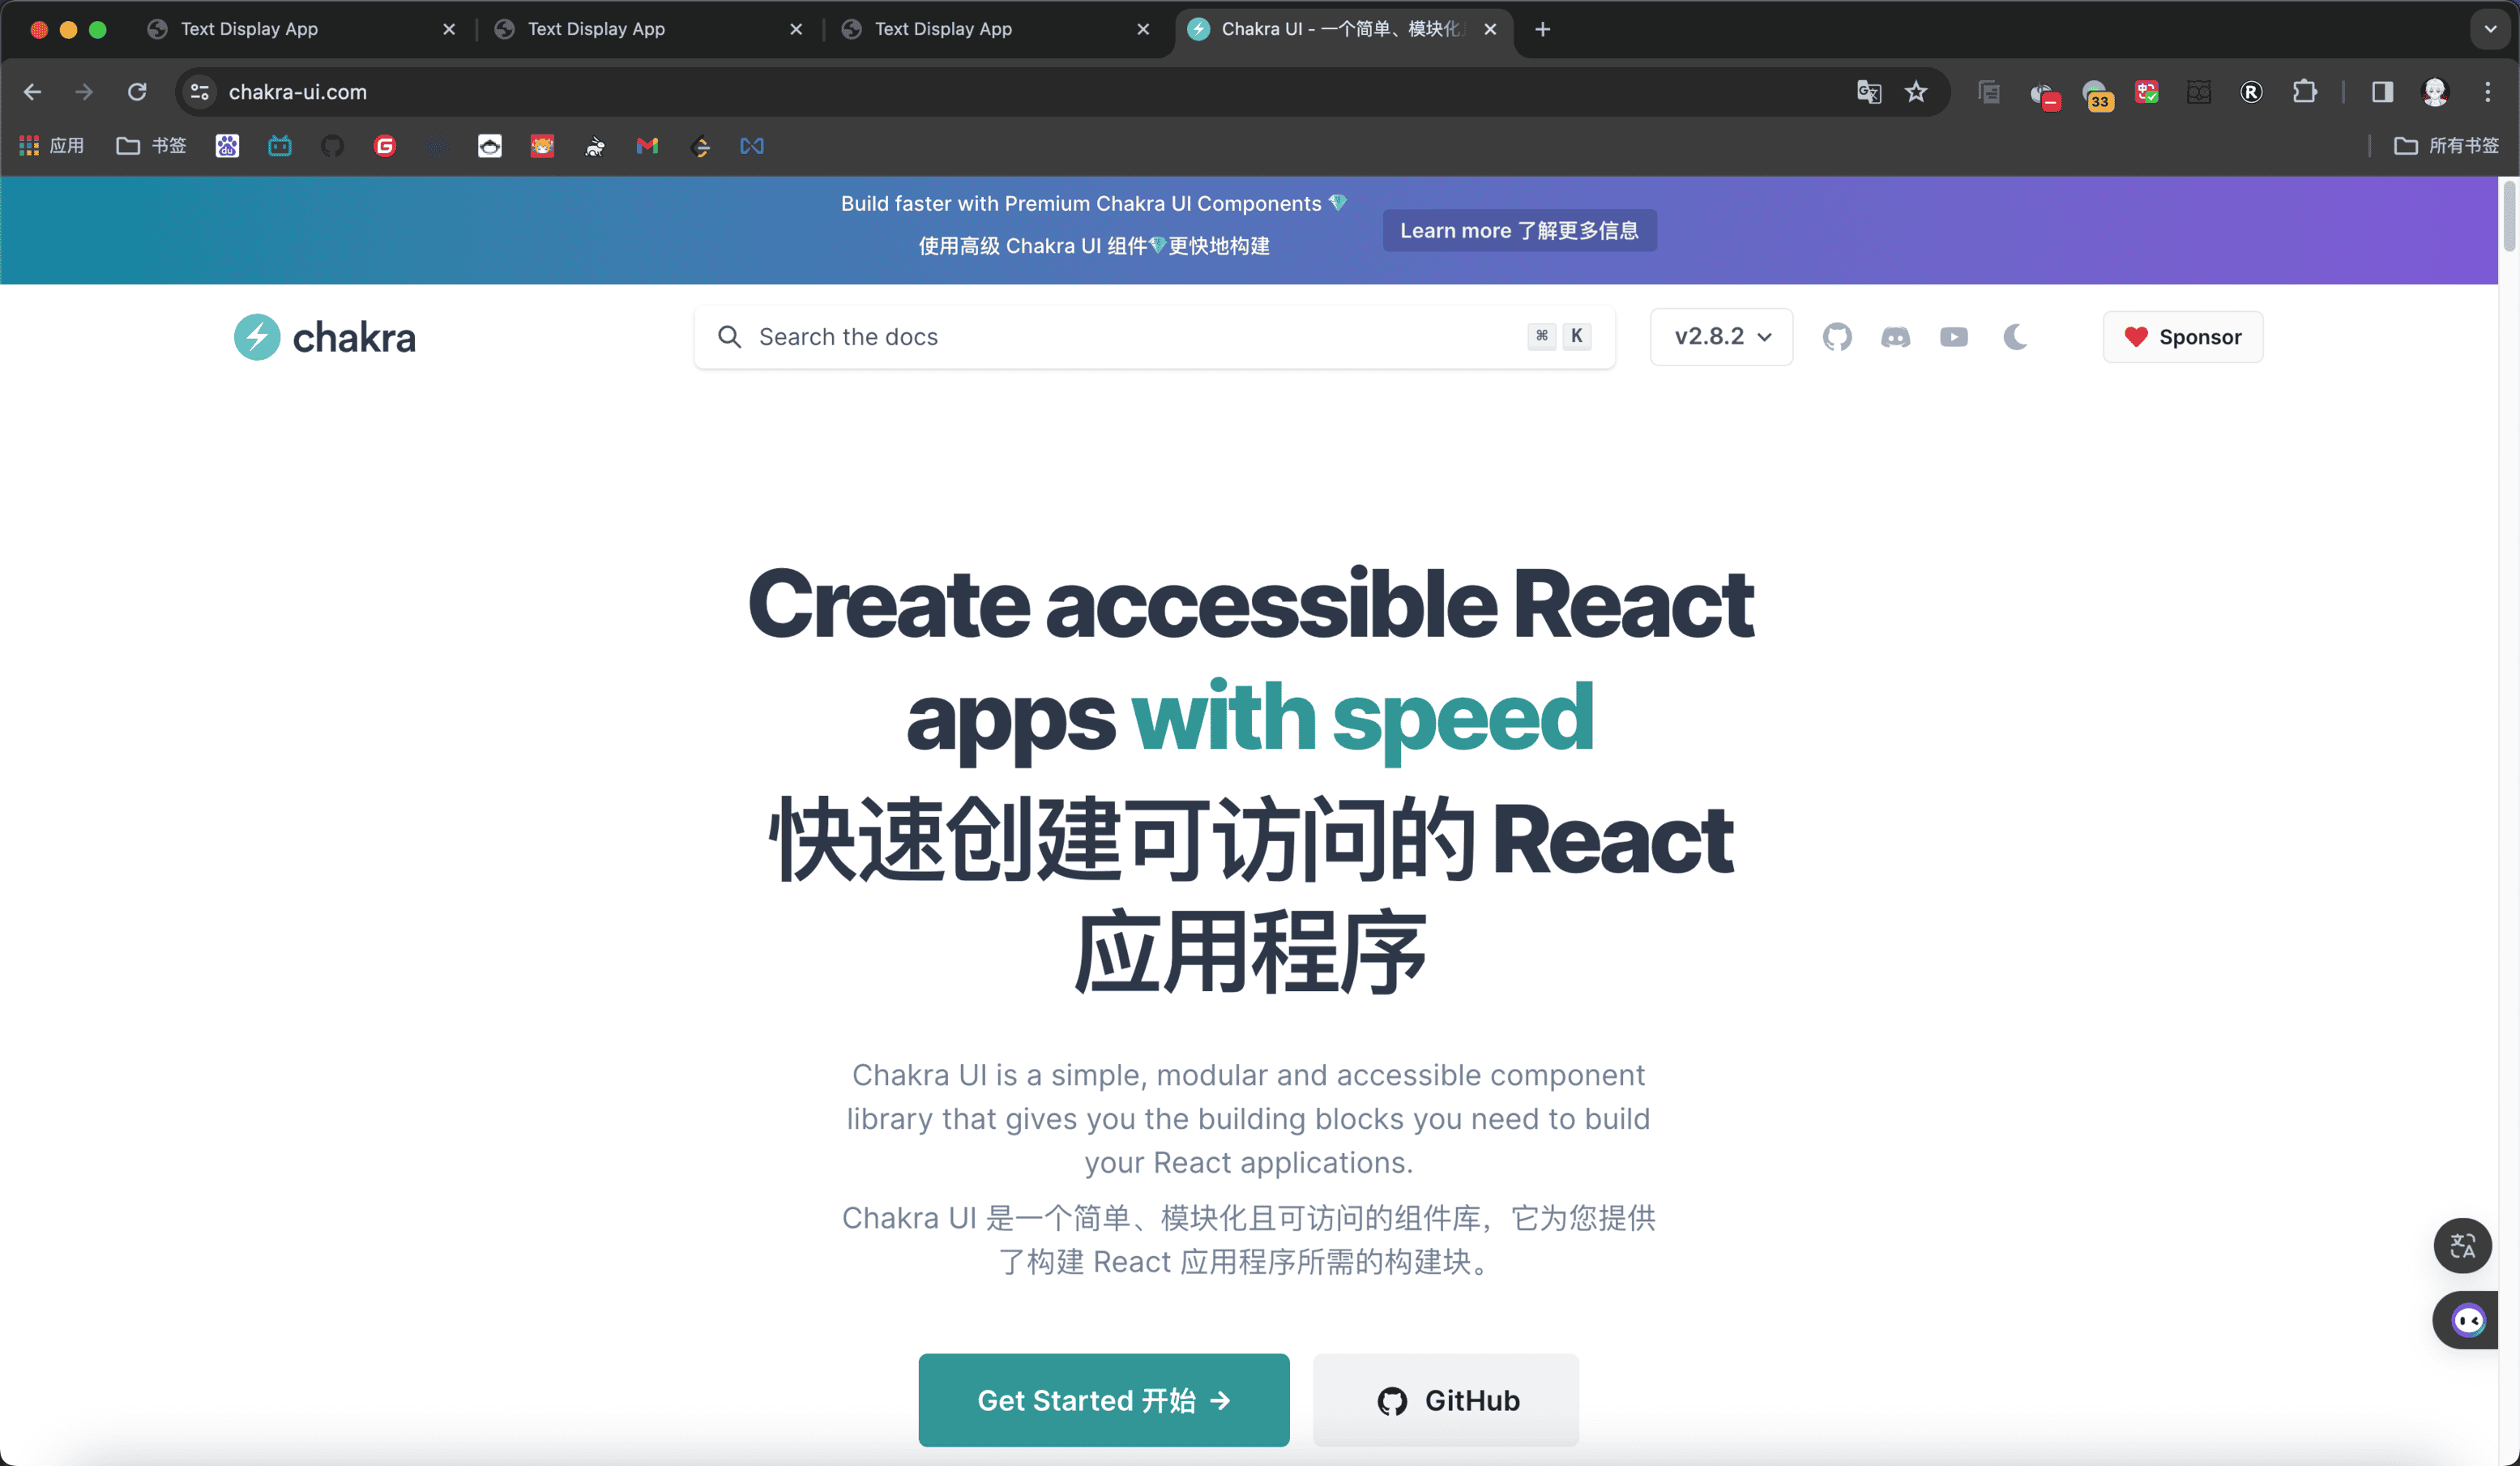 Text Display App
Text Display App
Text Display App
Chakra UI - 一个简单、模块化
chakra-ui.com
33
应用
书签
所有书签
Build faster with Premium Chakra UI Components 💎
使用高级 Chakra UI 组件💎更快地构建
Learn more 了解更多信息
chakra
Search the docs
⌘ K
v2.8.2
Sponsor
Create accessible React
apps with speed
快速创建可访问的 React
应用程序
Chakra UI is a simple, modular and accessible component
library that gives you the building blocks you need to build
your React applications.
Chakra UI 是一个简单、模块化且可访问的组件库，它为您提供
了构建 React 应用程序所需的构建块。
Get Started 开始 →
GitHub